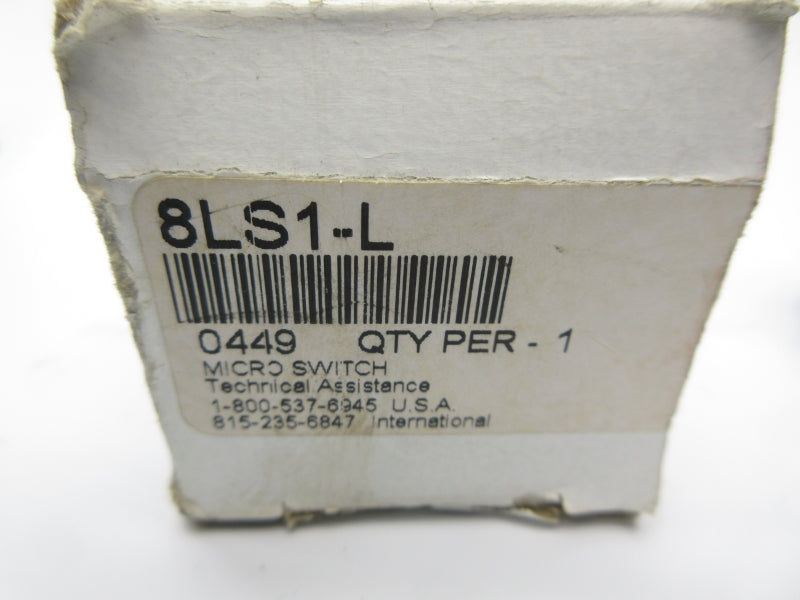 8LS1-L
0449 QTY PER - 1
MICRO SWITCH
Technical Assistance
1-800-537-6945 U.S.A.
815-235-6847 International